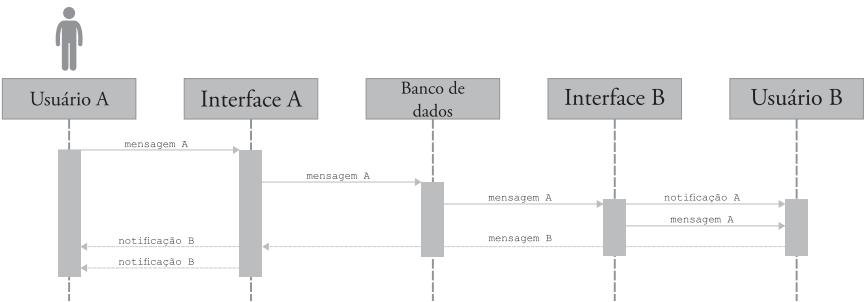 Usuário A
Interface A
Banco de
dados
Interface B
Usuário B
mensagem A
mensagem A
mensagem A
notificação A
mensagem A
mensagem B
notificação B
notificação B